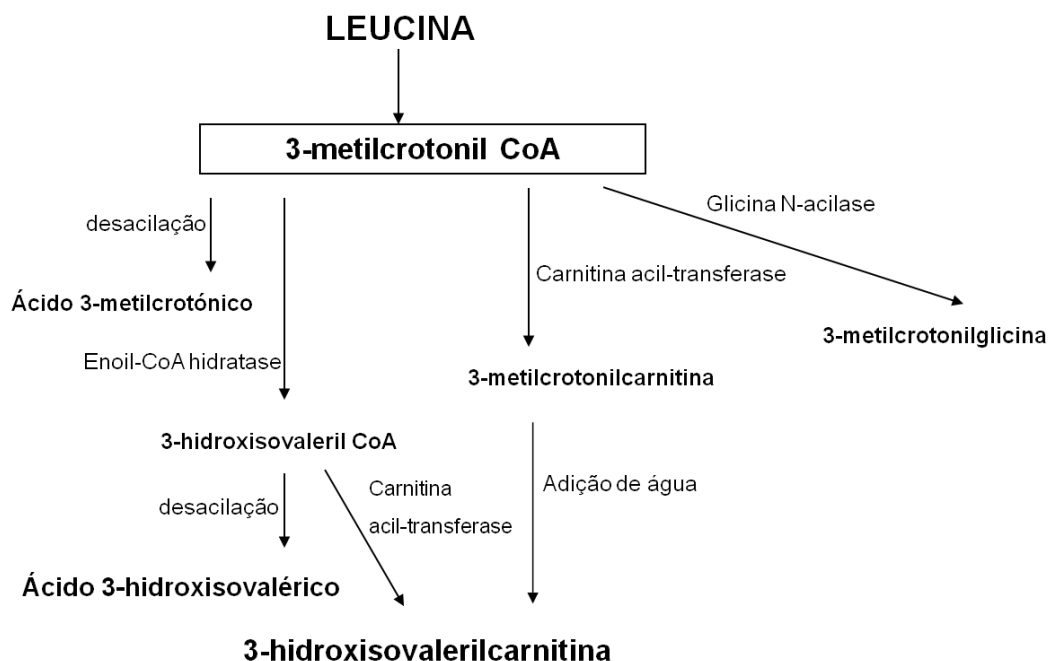 LEUCINA
3-metilcrotonil CoA
desacilação
Glicina N-acilase
Carnitina acil-transferase
Ácido 3-metilcrotónico
3-metilcrotonilglicina
Enoil-CoA hidratase
3-metilcrotonilcarnitina
3-hidroxisovaleril CoA
desacilação
Carnitina
acil-transferase
Adição de água
Ácido 3-hidroxisovalérico
3-hidroxisovalerilcarnitina